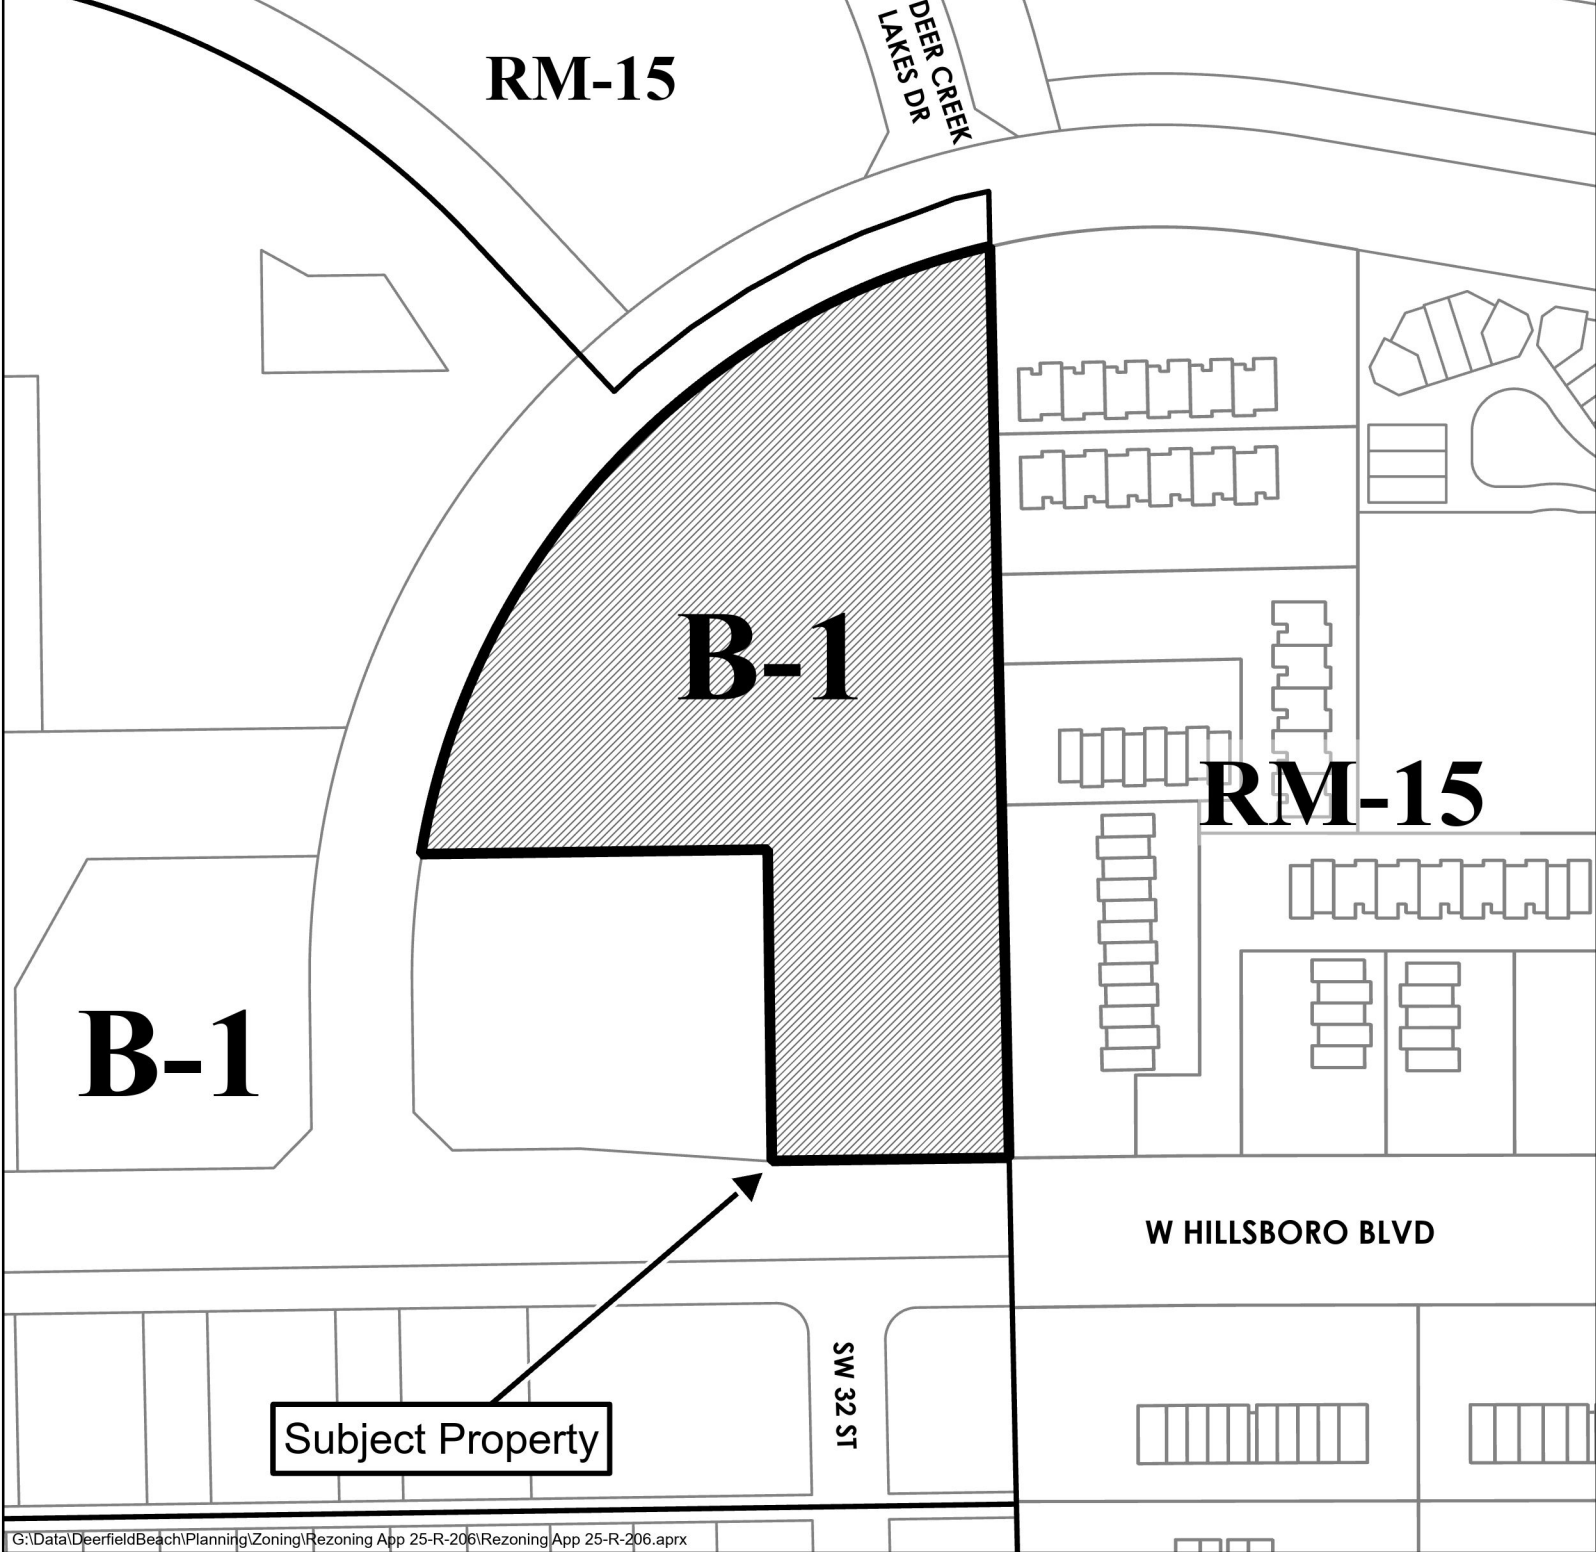 RM-15
DEER CREEK
LAKES DR
B-1
RM-15
B-1
W HILLSBORO BLVD
SW 32 ST
Subject Property
G:\Data\DeerfieldBeach\Planning\Zoning\Rezoning App 25-R-206\Rezoning App 25-R-206.aprx